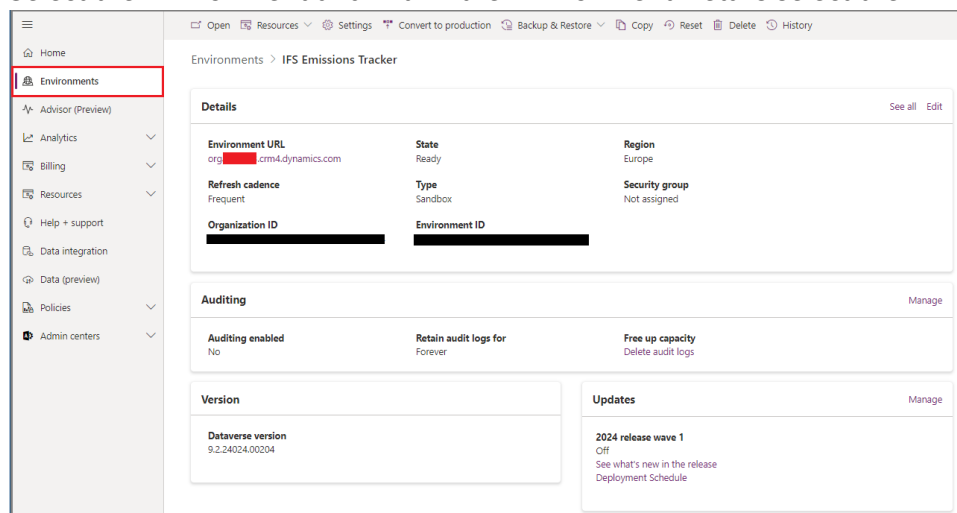 Open Resources Settings Convert to production Backup & Restore Copy Reset Delete History
Home
Environments
Advisor (Preview)
Analytics
Billing
Resources
Help + support
Data integration
Data (preview)
Policies
Admin centers
Environments > IFS Emissions Tracker
Details See all Edit
Environment URL State Region
org .crm4.dynamics.com Ready Europe
Refresh cadence Type Security group
Frequent Sandbox Not assigned
Organization ID Environment ID
Auditing Manage
Auditing enabled Retain audit logs for Free up capacity
No Forever Delete audit logs
Version
Dataverse version
9.2.24024.00204
Updates Manage
2024 release wave 1
Off
See what's new in the release
Deployment Schedule